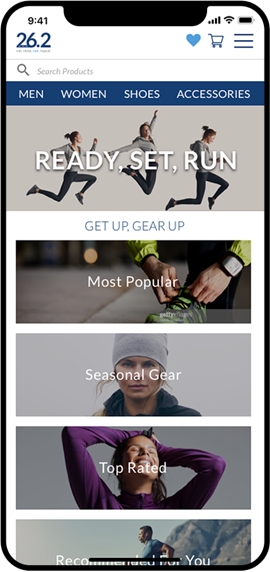 9:41
26.2
Search Products
MEN WOMEN SHOES ACCESSORIES
READY, SET, RUN
GET UP, GEAR UP
Most Popular
gettyimages
Seasonal Gear
Top Rated
Recommended For You